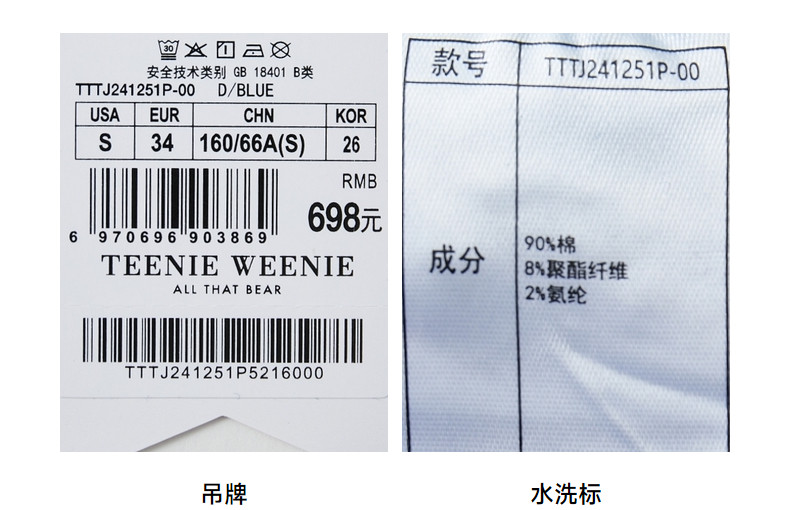 30
安全技术类别 GB 18401 B类
TTTJ241251P-00 D/BLUE
USA EUR CHN KOR
S 34 160/66A(S) 26
RMB
698元
6 970696 903869
TEENIE WEENIE
ALL THAT BEAR
TTTJ241251P5216000
吊牌
款号 TTTJ241251P-00
成分
90%棉
8%聚酯纤维
2%氨纶
水洗标